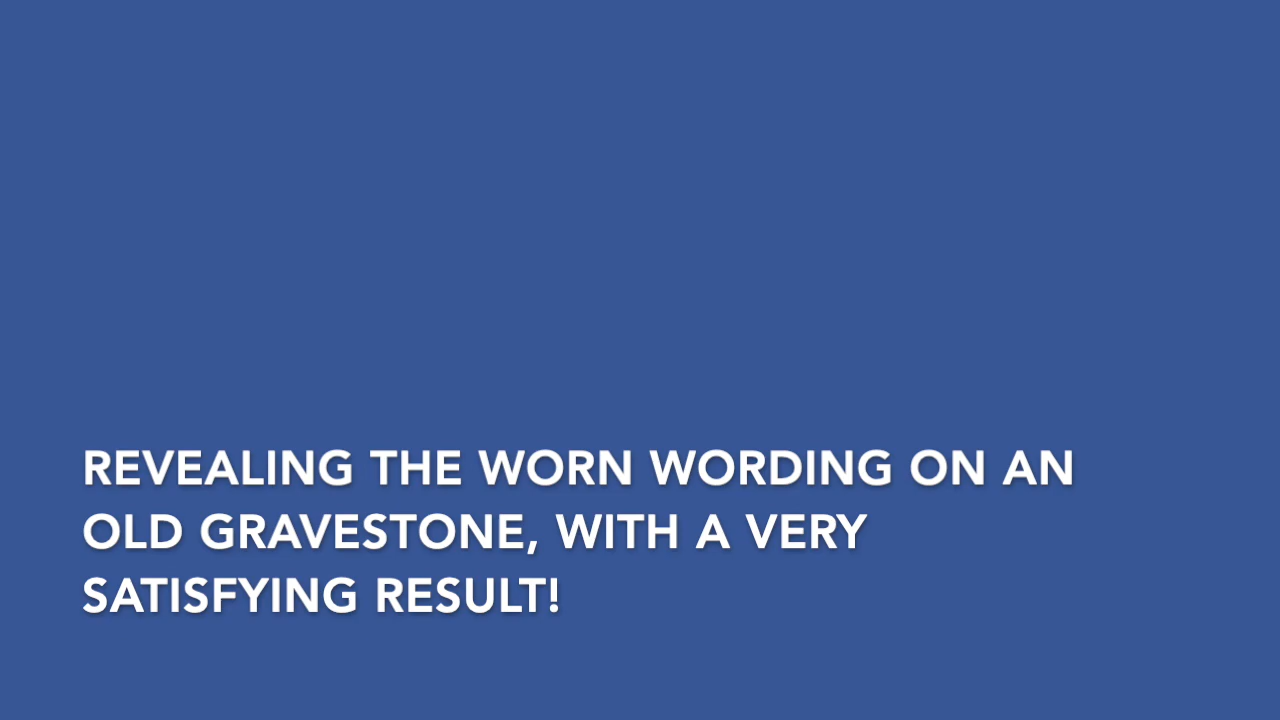 REVEALING THE WORN WORDING ON AN
OLD GRAVESTONE, WITH A VERY
SATISFYING RESULT!